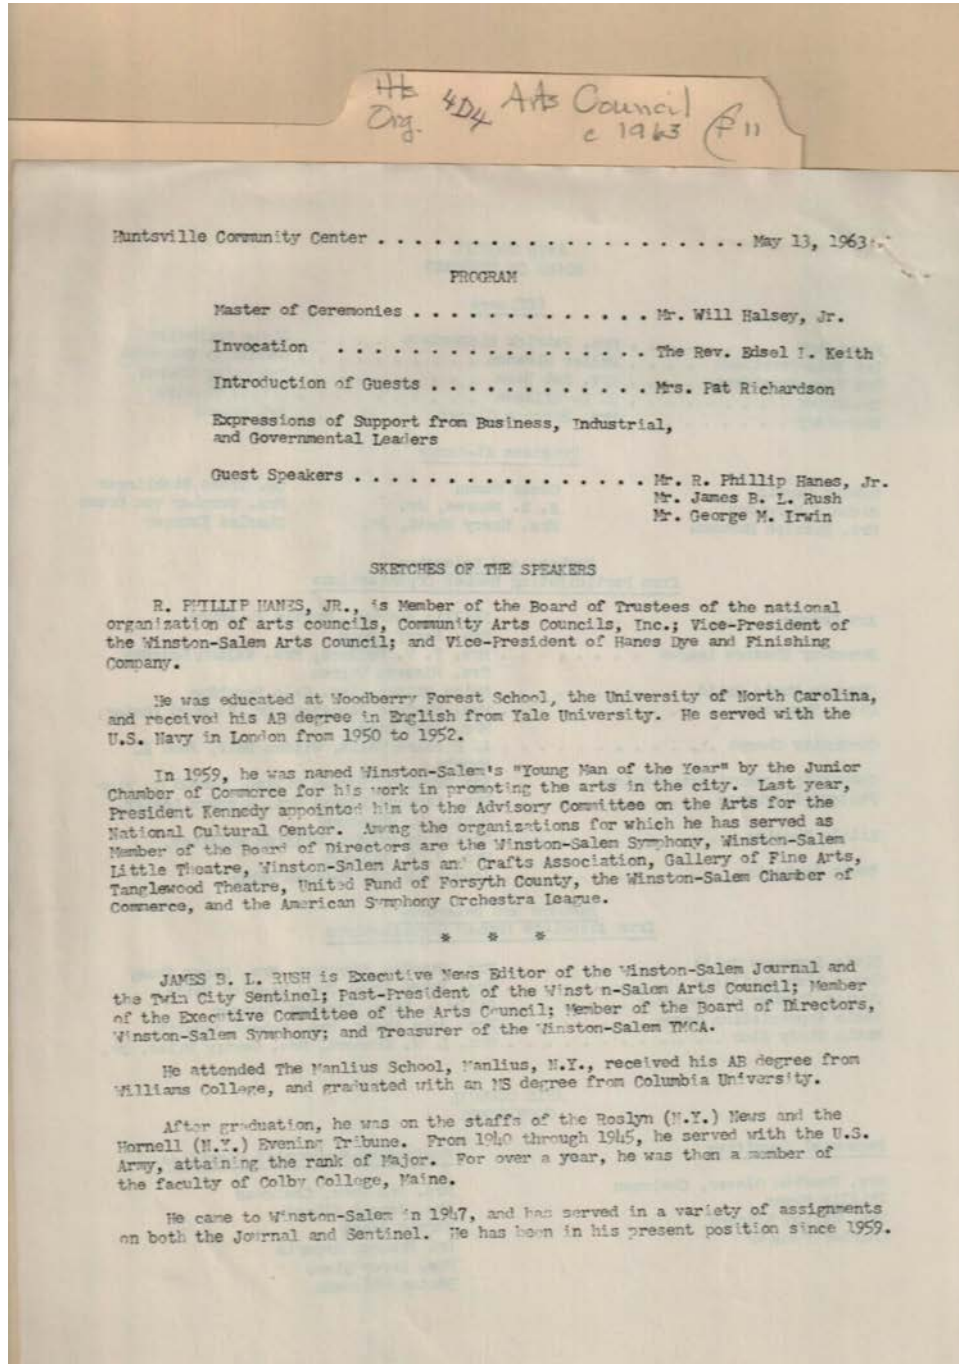 Hts 4D4 Arts Council
Org. c 1963 F 11
Huntsville Community Center . . . . . . . . . . . . . . . . . . . . . May 13, 1963
PROGRAM
Master of Ceremonies . . . . . . . . . . . . . Mr. Will Halsey, Jr.
Invocation . . . . . . . . . . . . . . . . . . The Rev. Edsel I. Keith
Introduction of Guests . . . . . . . . . . . . Mrs. Pat Richardson
Expressions of Support from Business, Industrial,
and Governmental Leaders
Guest Speakers . . . . . . . . . . . . . . . . . Mr. R. Phillip Hanes, Jr.
Mr. James B. L. Rush
Mr. George M. Irwin
SKETCHES OF THE SPEAKERS
R. PHILLIP HANES, JR., is Member of the Board of Trustees of the national
organization of arts councils, Community Arts Councils, Inc.; Vice-President of
the Winston-Salem Arts Council; and Vice-President of Hanes Dye and Finishing
Company.
He was educated at Woodberry Forest School, the University of North Carolina,
and received his AB degree in English from Yale University. He served with the
U.S. Navy in London from 1950 to 1952.
In 1959, he was named Winston-Salem's "Young Man of the Year" by the Junior
Chamber of Commerce for his work in promoting the arts in the city. Last year,
President Kennedy appointed him to the Advisory Committee on the Arts for the
National Cultural Center. Among the organizations for which he has served as
Member of the Board of Directors are the Winston-Salem Symphony, Winston-Salem
Little Theatre, Winston-Salem Arts and Crafts Association, Gallery of Fine Arts,
Tanglewood Theatre, United Fund of Forsyth County, the Winston-Salem Chamber of
Commerce, and the American Symphony Orchestra League.
* * *
JAMES B. L. RUSH is Executive News Editor of the Winston-Salem Journal and
the Twin City Sentinel; Past-President of the Winst n-Salem Arts Council; Member
of the Executive Committee of the Arts Council; Member of the Board of Directors,
Winston-Salem Symphony; and Treasurer of the Winston-Salem YMCA.
He attended The Manlius School, Manlius, N.Y., received his AB degree from
Williams College, and graduated with an MS degree from Columbia University.
After graduation, he was on the staffs of the Roslyn (N.Y.) News and the
Hornell (N.Y.) Evening Tribune. From 1940 through 1945, he served with the U.S.
Army, attaining the rank of Major. For over a year, he was then a member of
the faculty of Colby College, Maine.
He came to Winston-Salem in 1947, and has served in a variety of assignments
on both the Journal and Sentinel. He has been in his present position since 1959.